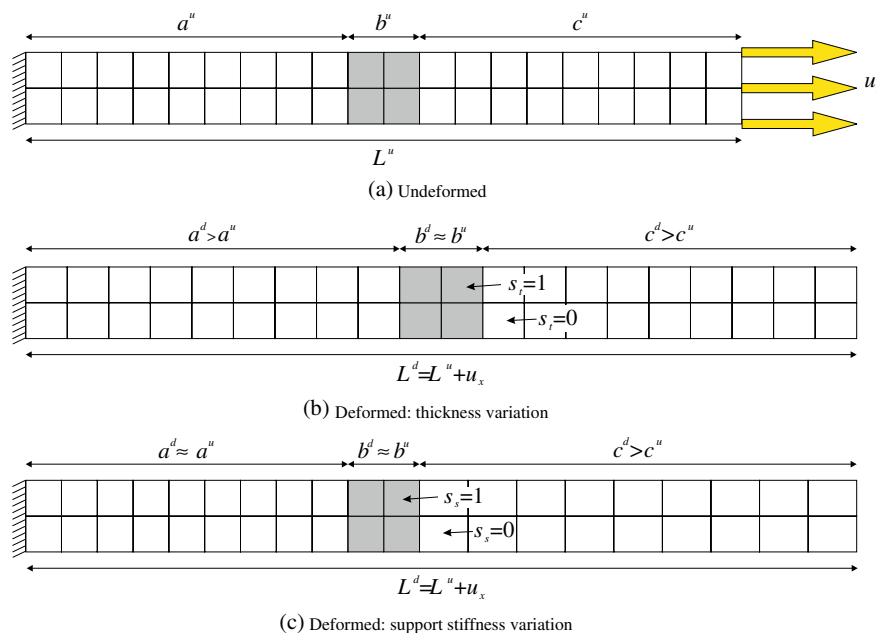 a^u b^u c^u
u
L^u
(a) Undeformed
a^d>a^u b^d≈b^u c^d>c^u
s_t=1
s_t=0
L^d=L^u+u_x
(b) Deformed: thickness variation
a^d≈a^u b^d≈b^u c^d>c^u
s_s=1
s_s=0
L^d=L^u+u_x
(c) Deformed: support stiffness variation